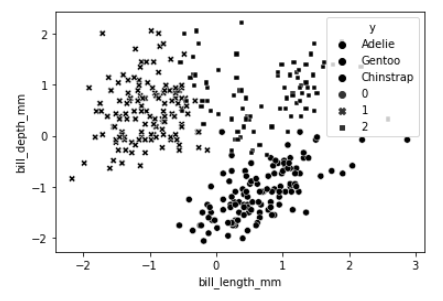 y
Adelie
Gentoo
Chinstrap
0
1
2
2
1
0
−1
−2
bill_depth_mm
−2
−1
0
1
2
3
bill_length_mm